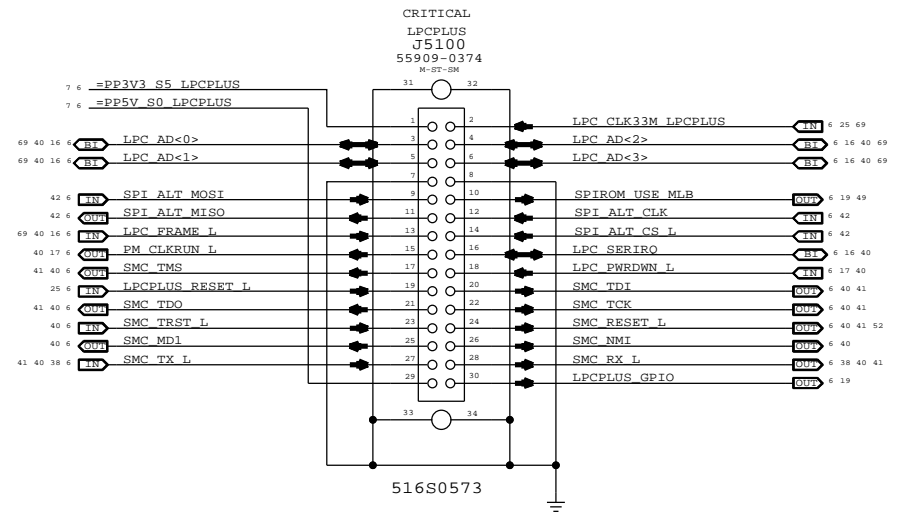 CRITICAL
LPCPLUS
J5100
55909-0374
M-ST-SM
31 32
7 6 =PP3V3_S5_LPCPLUS
7 6 =PP5V_S0_LPCPLUS
1 2 LPC_CLK33M_LPCPLUS IN 6 25 69
69 40 16 6 BI LPC_AD<0> 3 4 LPC_AD<2> BI 6 16 40 69
69 40 16 6 BI LPC_AD<1> 5 6 LPC_AD<3> BI 6 16 40 69
7 8
42 6 IN SPI_ALT_MOSI 9 10 SPIROM_USE_MLB OUT 6 19 49
42 6 OUT SPI_ALT_MISO 11 12 SPI_ALT_CLK IN 6 42
69 40 16 6 IN LPC_FRAME_L 13 14 SPI_ALT_CS_L IN 6 42
40 17 6 OUT PM_CLKRUN_L 15 16 LPC_SERIRQ BI 6 16 40
41 40 6 OUT SMC_TMS 17 18 LPC_PWRDWN_L IN 6 17 40
25 6 IN LPCPLUS_RESET_L 19 20 SMC_TDI OUT 6 40 41
41 40 6 OUT SMC_TDO 21 22 SMC_TCK OUT 6 40 41
40 6 IN SMC_TRST_L 23 24 SMC_RESET_L OUT 6 40 41 52
40 6 OUT SMC_MD1 25 26 SMC_NMI OUT 6 40
41 40 38 6 IN SMC_TX_L 27 28 SMC_RX_L OUT 6 38 40 41
29 30 LPCPLUS_GPIO OUT 6 19
33 34
516S0573